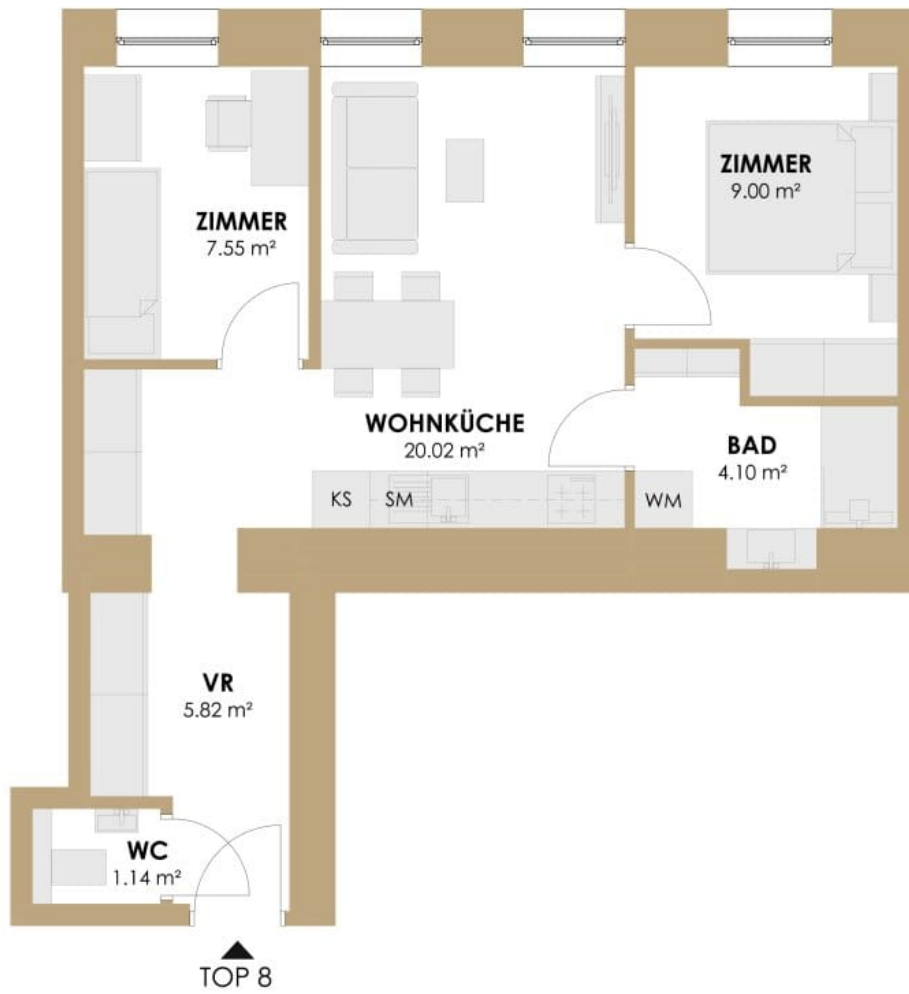 ZIMMER
9.00 m²
ZIMMER
7.55 m²
WOHNKÜCHE
20.02 m²
BAD
4.10 m²
KS
SM
WM
VR
5.82 m²
WC
1.14 m²
TOP 8